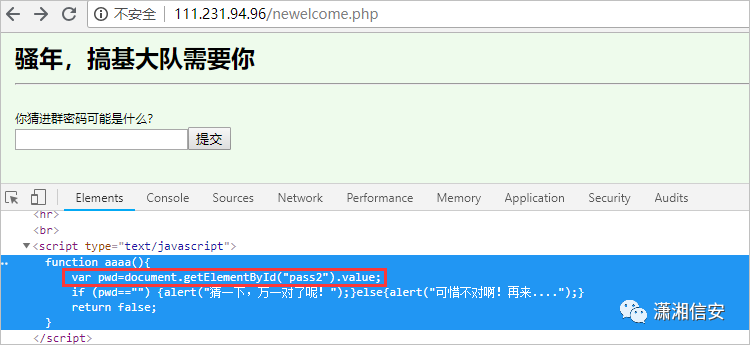 不安全 | 111.231.94.96/newelcome.php
骚年，搞基大队需要你
你猜进群密码可能是什么？
提交
Elements Console Sources Network Performance Memory Application Security Audits
<hr>
<br>
▼<script type="text/javascript">
function aaaa(){
var pwd=document.getElementById("pass2").value;
if (pwd=="") {alert("猜一下，万一对了呢！");}else{alert("可惜不对啊！再来....");}
return false;
}
</script>
潇湘信安